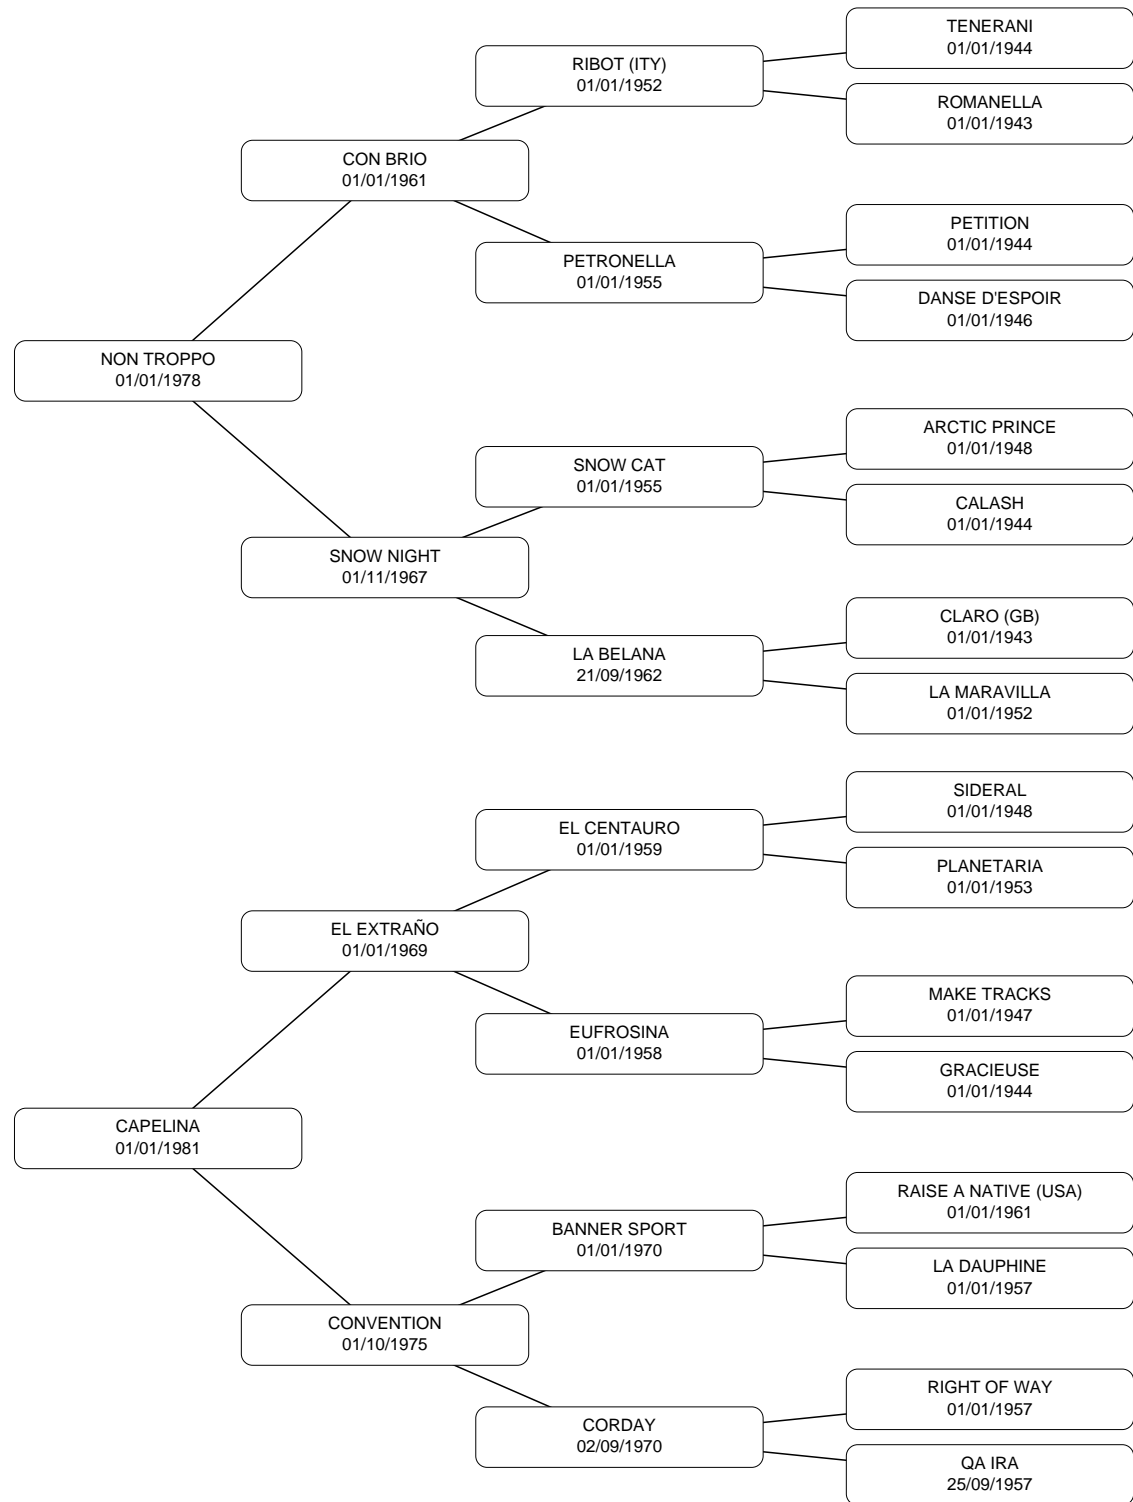 TENERANI
01/01/1944
RIBOT (ITY)
01/01/1952
ROMANELLA
01/01/1943
CON BRIO
01/01/1961
PETITION
01/01/1944
PETRONELLA
01/01/1955
DANSE D'ESPOIR
01/01/1946
NON TROPPO
01/01/1978
ARCTIC PRINCE
01/01/1948
SNOW CAT
01/01/1955
CALASH
01/01/1944
SNOW NIGHT
01/11/1967
CLARO (GB)
01/01/1943
LA BELANA
21/09/1962
LA MARAVILLA
01/01/1952
SIDERAL
01/01/1948
EL CENTAURO
01/01/1959
PLANETARIA
01/01/1953
EL EXTRAÑO
01/01/1969
MAKE TRACKS
01/01/1947
EUFROSINA
01/01/1958
GRACIEUSE
01/01/1944
CAPELINA
01/01/1981
RAISE A NATIVE (USA)
01/01/1961
BANNER SPORT
01/01/1970
LA DAUPHINE
01/01/1957
CONVENTION
01/10/1975
RIGHT OF WAY
01/01/1957
CORDAY
02/09/1970
QA IRA
25/09/1957